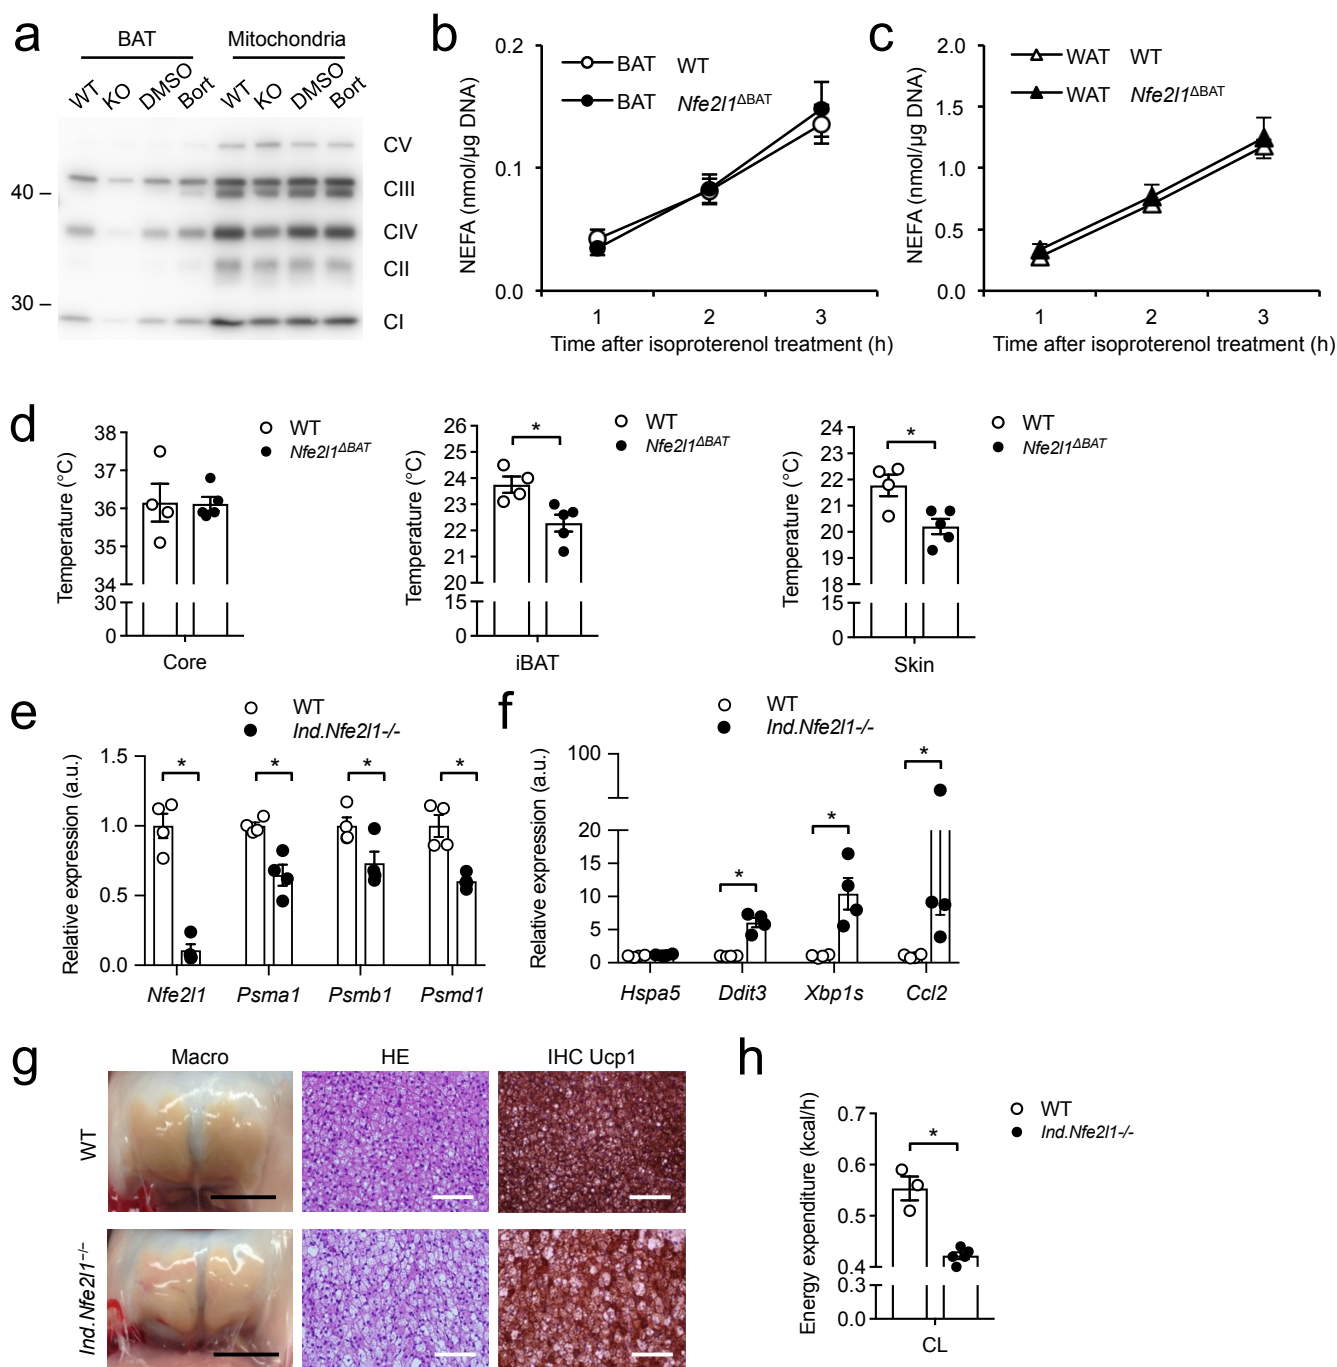 a
BAT Mitochondria
WT KO DMSO Bort WT KO DMSO Bort
CV
40 – CIII
CIV
CII
30 – CI
b
NEFA (nmol/µg DNA)
0.2
0.1
0.0
BAT WT
BAT Nfe2l1ΔBAT
1 2 3
Time after isoproterenol treatment (h)
c
NEFA (nmol/µg DNA)
2.0
1.5
1.0
0.5
0.0
WAT WT
WAT Nfe2l1ΔBAT
1 2 3
Time after isoproterenol treatment (h)
d
Temperature (°C)
38
37
36
35
34
30
0
WT
Nfe2l1ΔBAT
Core
Temperature (°C)
26
25
24
23
22
21
20
15
0
*
WT
Nfe2l1ΔBAT
iBAT
Temperature (°C)
24
23
22
21
20
19
18
15
0
*
WT
Nfe2l1ΔBAT
Skin
e
WT
Ind.Nfe2l1-/-
Relative expression (a.u.)
1.5
1.0
0.5
0.0
* * * *
Nfe2l1 Psma1 Psmb1 Psmd1
f
WT
Ind.Nfe2l1-/-
Relative expression (a.u.)
100
20
15
10
5
0
* * *
Hspa5 Ddit3 Xbp1s Ccl2
g
Macro HE IHC Ucp1
WT
Ind.Nfe2l1−/−
h
Energy expenditure (kcal/h)
0.7
0.6
0.5
0.4
0.3
0.0
*
WT
Ind.Nfe2l1-/-
CL